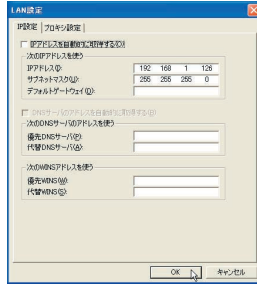 LAN設定
IP設定 プロキシ設定
IPアドレスを自動的に取得する(O)
次のIPアドレスを使う
IPアドレス(I): 192 168 1 126
サブネットマスク(U): 255 255 255 0
デフォルトゲートウェイ(D):
DNSサーバのアドレスを自動的に取得する(B)
次のDNSサーバのアドレスを使う
優先DNSサーバ(P):
代替DNSサーバ(A):
次のWINSアドレスを使う
優先WINS(W):
代替WINS(S):
OK キャンセル